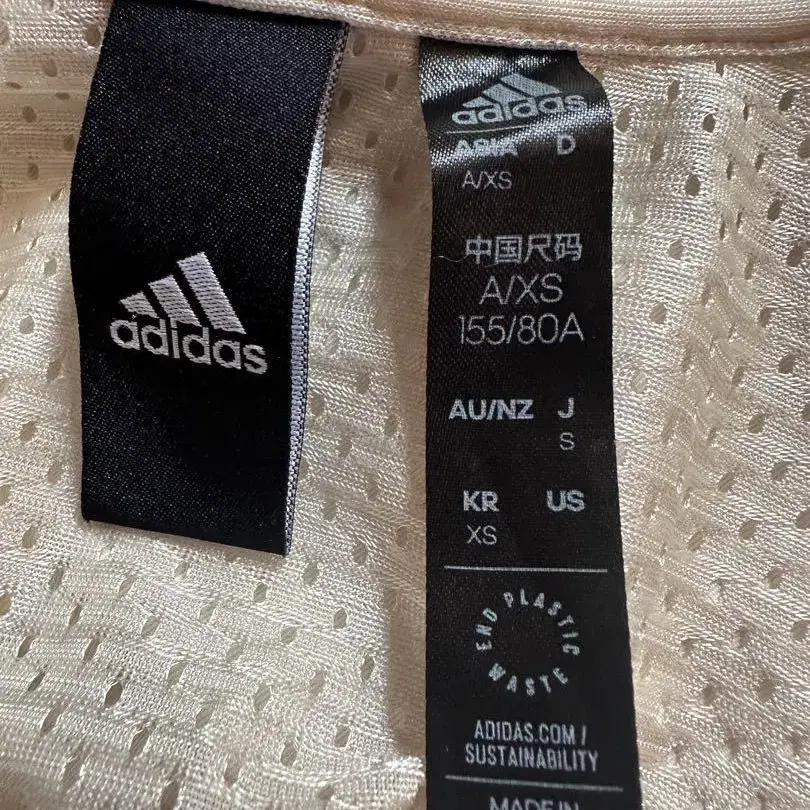 adidas
adidas
ASIA D
A/XS
中国尺码
A/XS
155/80A
AU/NZ J
S
KR US
XS
END PLASTIC WASTE
ADIDAS.COM /
SUSTAINABILITY
MADE IN